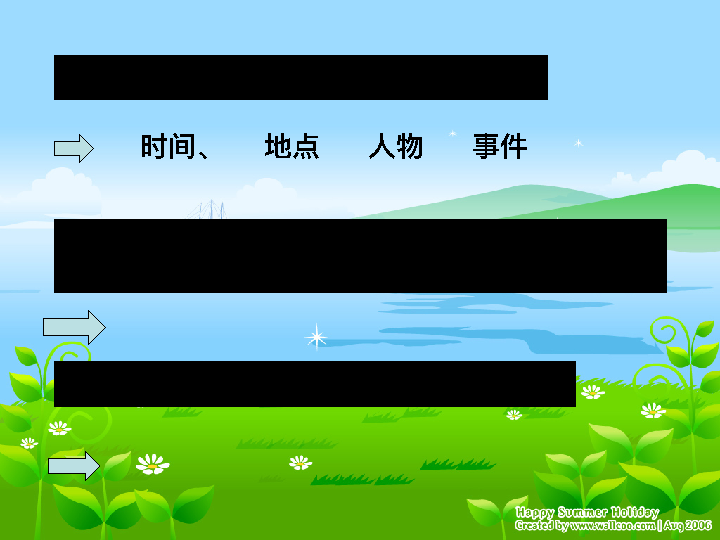 时间、 地点 人物 事件
Happy Summer Holiday
Created by www.wallcoo.com | Aug 2006